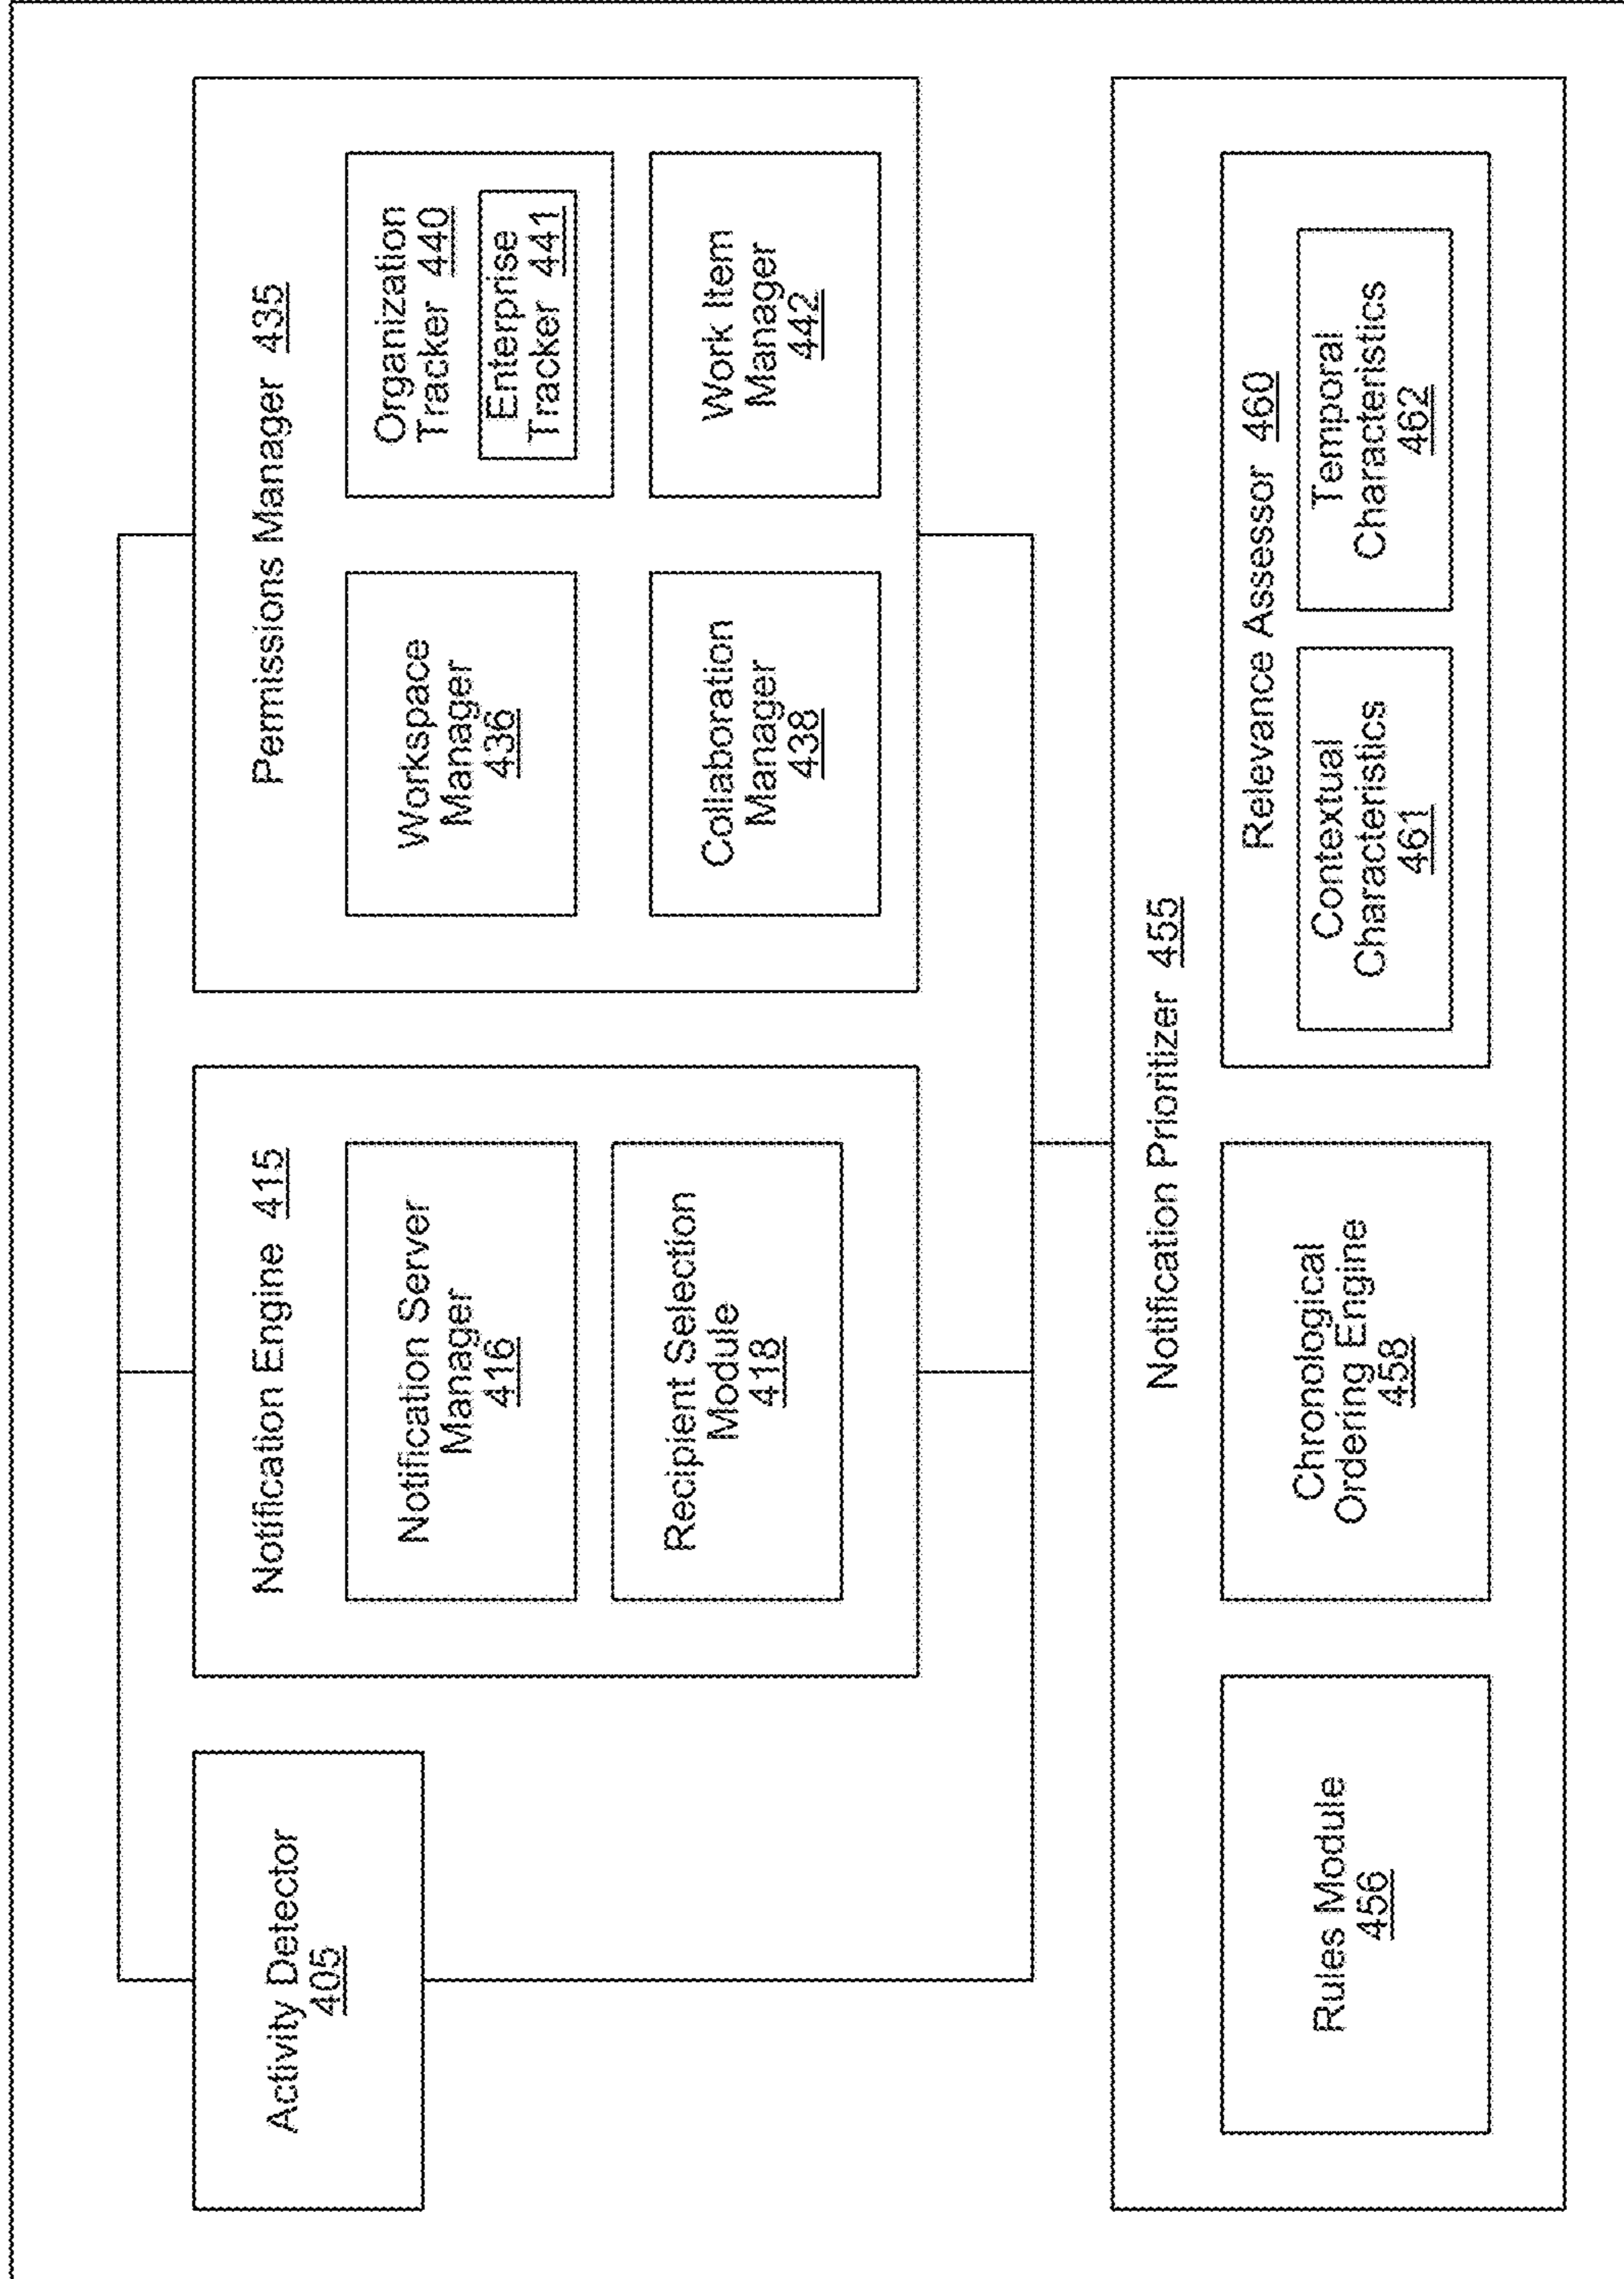 Activity Detector
405
Notification Engine 415
Notification Server
Manager
416
Recipient Selection
Module
418
Permissions Manager 435
Workspace
Manager
436
Organization
Tracker 440
Enterprise
Tracker 441
Collaboration
Manager
438
Work Item
Manager
442
Notification Prioritizer 455
Rules Module
456
Chronological
Ordering Engine
458
Relevance Assessor 460
Contextual
Characteristics
461
Temporal
Characteristics
462